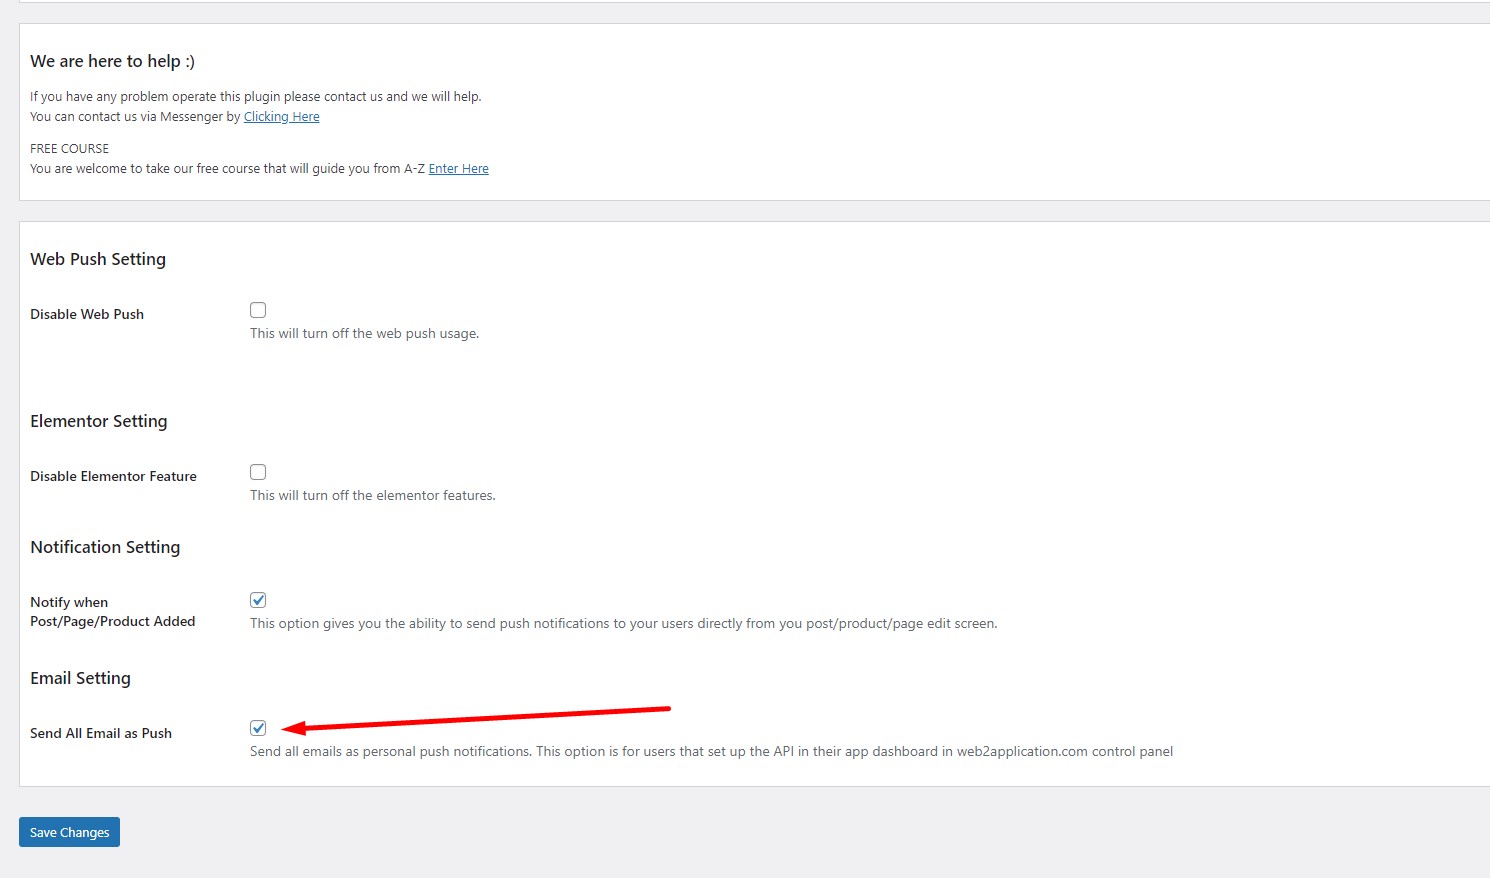 We are here to help :)
If you have any problem operate this plugin please contact us and we will help.
You can contact us via Messenger by Clicking Here
FREE COURSE
You are welcome to take our free course that will guide you from A-Z Enter Here
Web Push Setting
Disable Web Push
This will turn off the web push usage.
Elementor Setting
Disable Elementor Feature
This will turn off the elementor features.
Notification Setting
Notify when
Post/Page/Product Added
This option gives you the ability to send push notifications to your users directly from you post/product/page edit screen.
Email Setting
Send All Email as Push
Send all emails as personal push notifications. This option is for users that set up the API in their app dashboard in web2application.com control panel
Save Changes